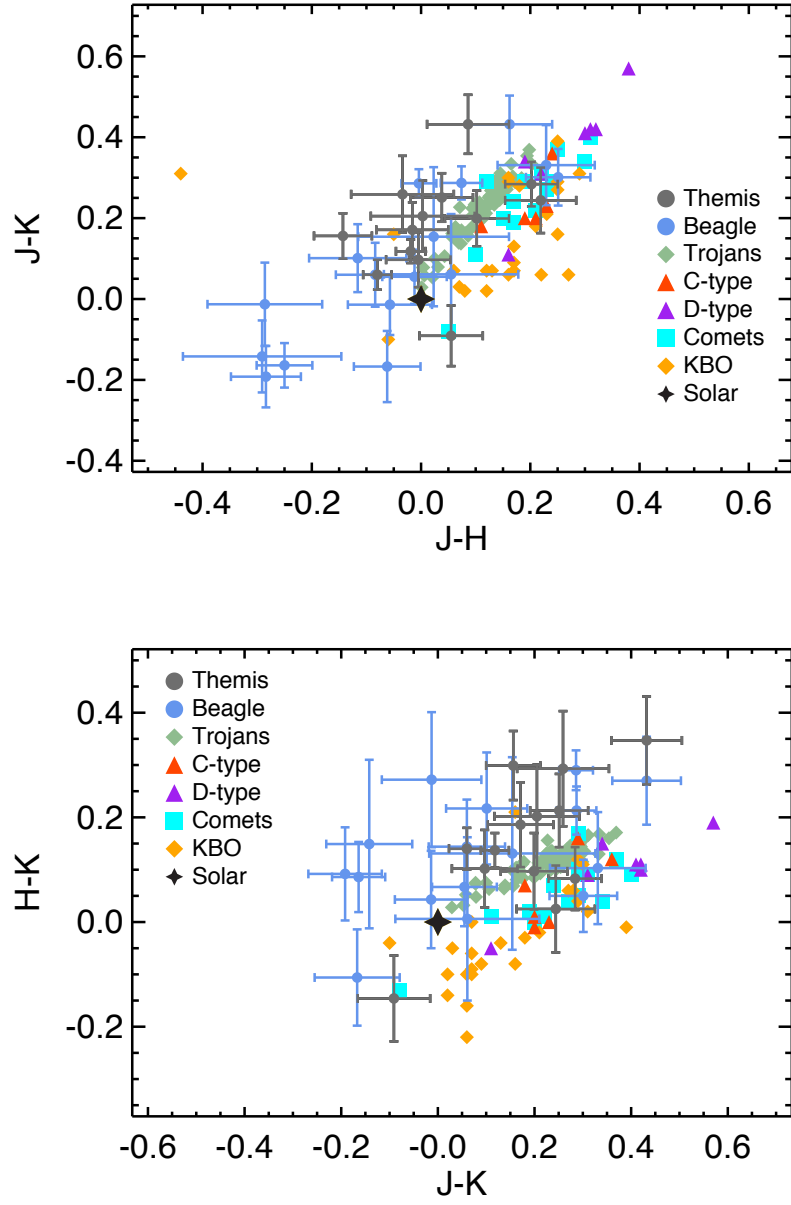 0.6
0.4
0.2
0.0
-0.2
-0.4
J-K
Themis
Beagle
Trojans
C-type
D-type
Comets
KBO
Solar
-0.4 -0.2 0.0 0.2 0.4 0.6
J-H
0.4
0.2
0.0
-0.2
H-K
Themis
Beagle
Trojans
C-type
D-type
Comets
KBO
Solar
-0.6 -0.4 -0.2 -0.0 0.2 0.4 0.6
J-K